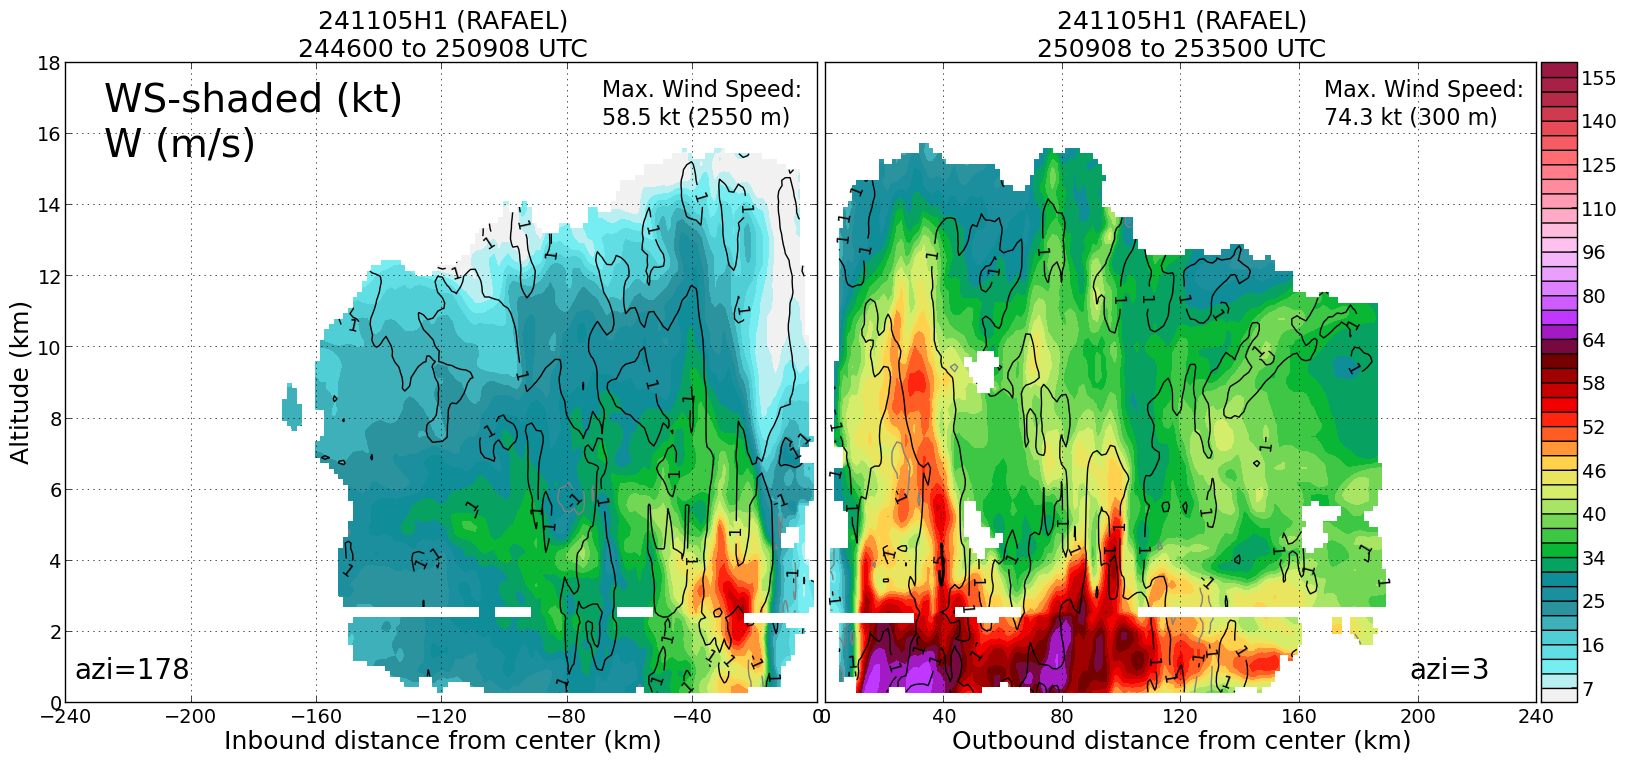 241105H1 (RAFAEL)
244600 to 250908 UTC
241105H1 (RAFAEL)
250908 to 253500 UTC
WS-shaded (kt)
W (m/s)
Max. Wind Speed:
58.5 kt (2550 m)
Max. Wind Speed:
74.3 kt (300 m)
18
16
14
12
10
8
6
4
2
0
Altitude (km)
azi=178
azi=3
−240
−200
−160
−120
−80
−40
0
0
40
80
120
160
200
240
Inbound distance from center (km)
Outbound distance from center (km)
155
140
125
110
96
80
64
58
52
46
40
34
25
16
7